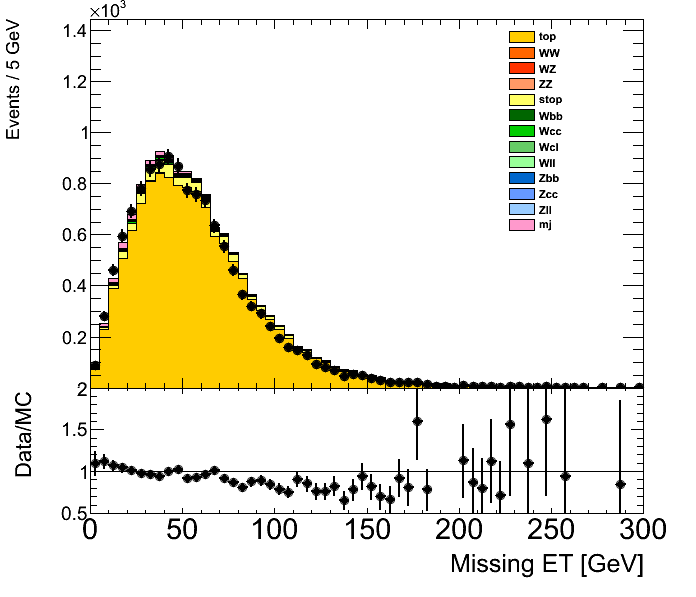 ×10³
Events / 5 GeV
1.4
1.2
1
0.8
0.6
0.4
0.2
top
WW
WZ
ZZ
stop
Wbb
Wcc
Wcl
Wll
Zbb
Zcc
Zll
mj
Data/MC
2
1.5
1
0.5
0 50 100 150 200 250 300
Missing ET [GeV]